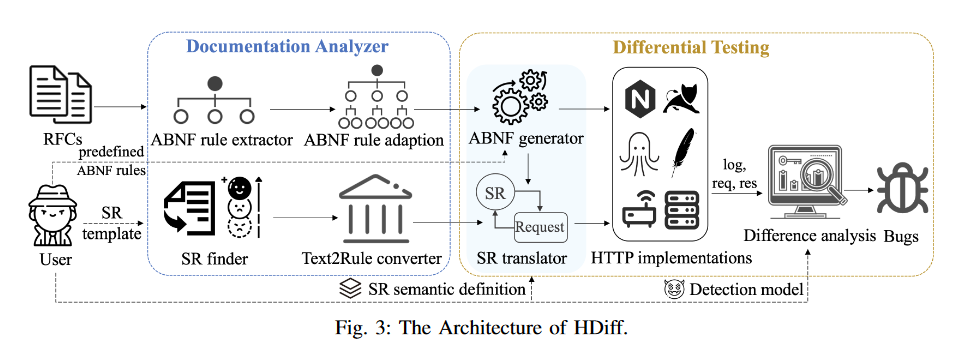 Documentation Analyzer
Differential Testing
RFCs
ABNF rule extractor
ABNF rule adaption
ABNF generator
predefined
ABNF rules
log,
req, res
SR
template
SR
Request
User
SR finder
Text2Rule converter
SR translator
HTTP implementations
Difference analysis
Bugs
SR semantic definition
Detection model
Fig. 3: The Architecture of HDiff.